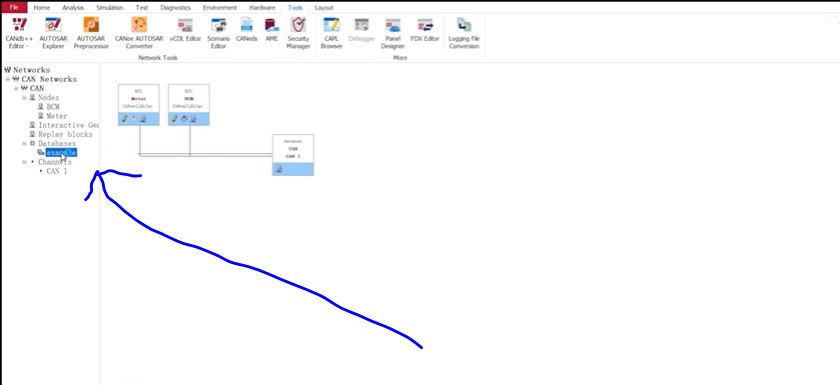 File Home Analysis Simulation Test Diagnostics Environment Hardware Tools Layout
CANdb++ Editor
AUTOSAR Explorer
AUTOSAR Preprocessor
CANoe AUTOSAR Converter
vCDL Editor
Scenario Editor
CANeds
AME
Security Manager
CAPL Browser
Debugger
Panel Designer
FDX Editor
Logging File Conversion
Network Tools
More
Networks
CAN Networks
CAN
Nodes
BCM
Meter
Interactive Ge
Replay blocks
Databases
Channels
CAN 1
ECU
Meter
ECU
BCM
Network
CAN
CAN 1